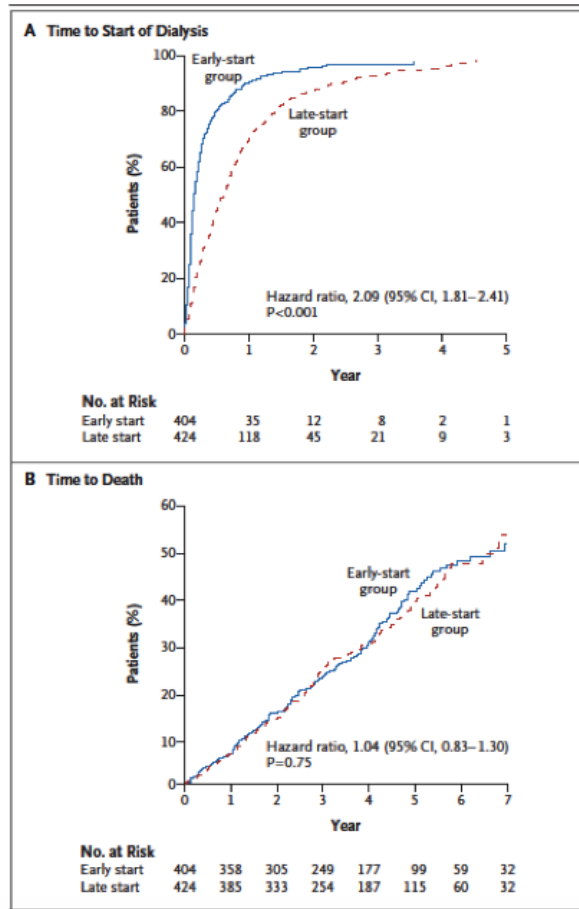 A Time to Start of Dialysis
100
80
60
40
20
0
Patients (%)
Early-start
group
Late-start
group
Hazard ratio, 2.09 (95% CI, 1.81–2.41)
P<0.001
0 1 2 3 4 5
Year
No. at Risk
Early start 404 35 12 8 2 1
Late start 424 118 45 21 9 3
B Time to Death
60
50
40
30
20
10
0
Patients (%)
Early-start
group
Late-start
group
Hazard ratio, 1.04 (95% CI, 0.83–1.30)
P=0.75
0 1 2 3 4 5 6 7
Year
No. at Risk
Early start 404 358 305 249 177 99 59 32
Late start 424 385 333 254 187 115 60 32